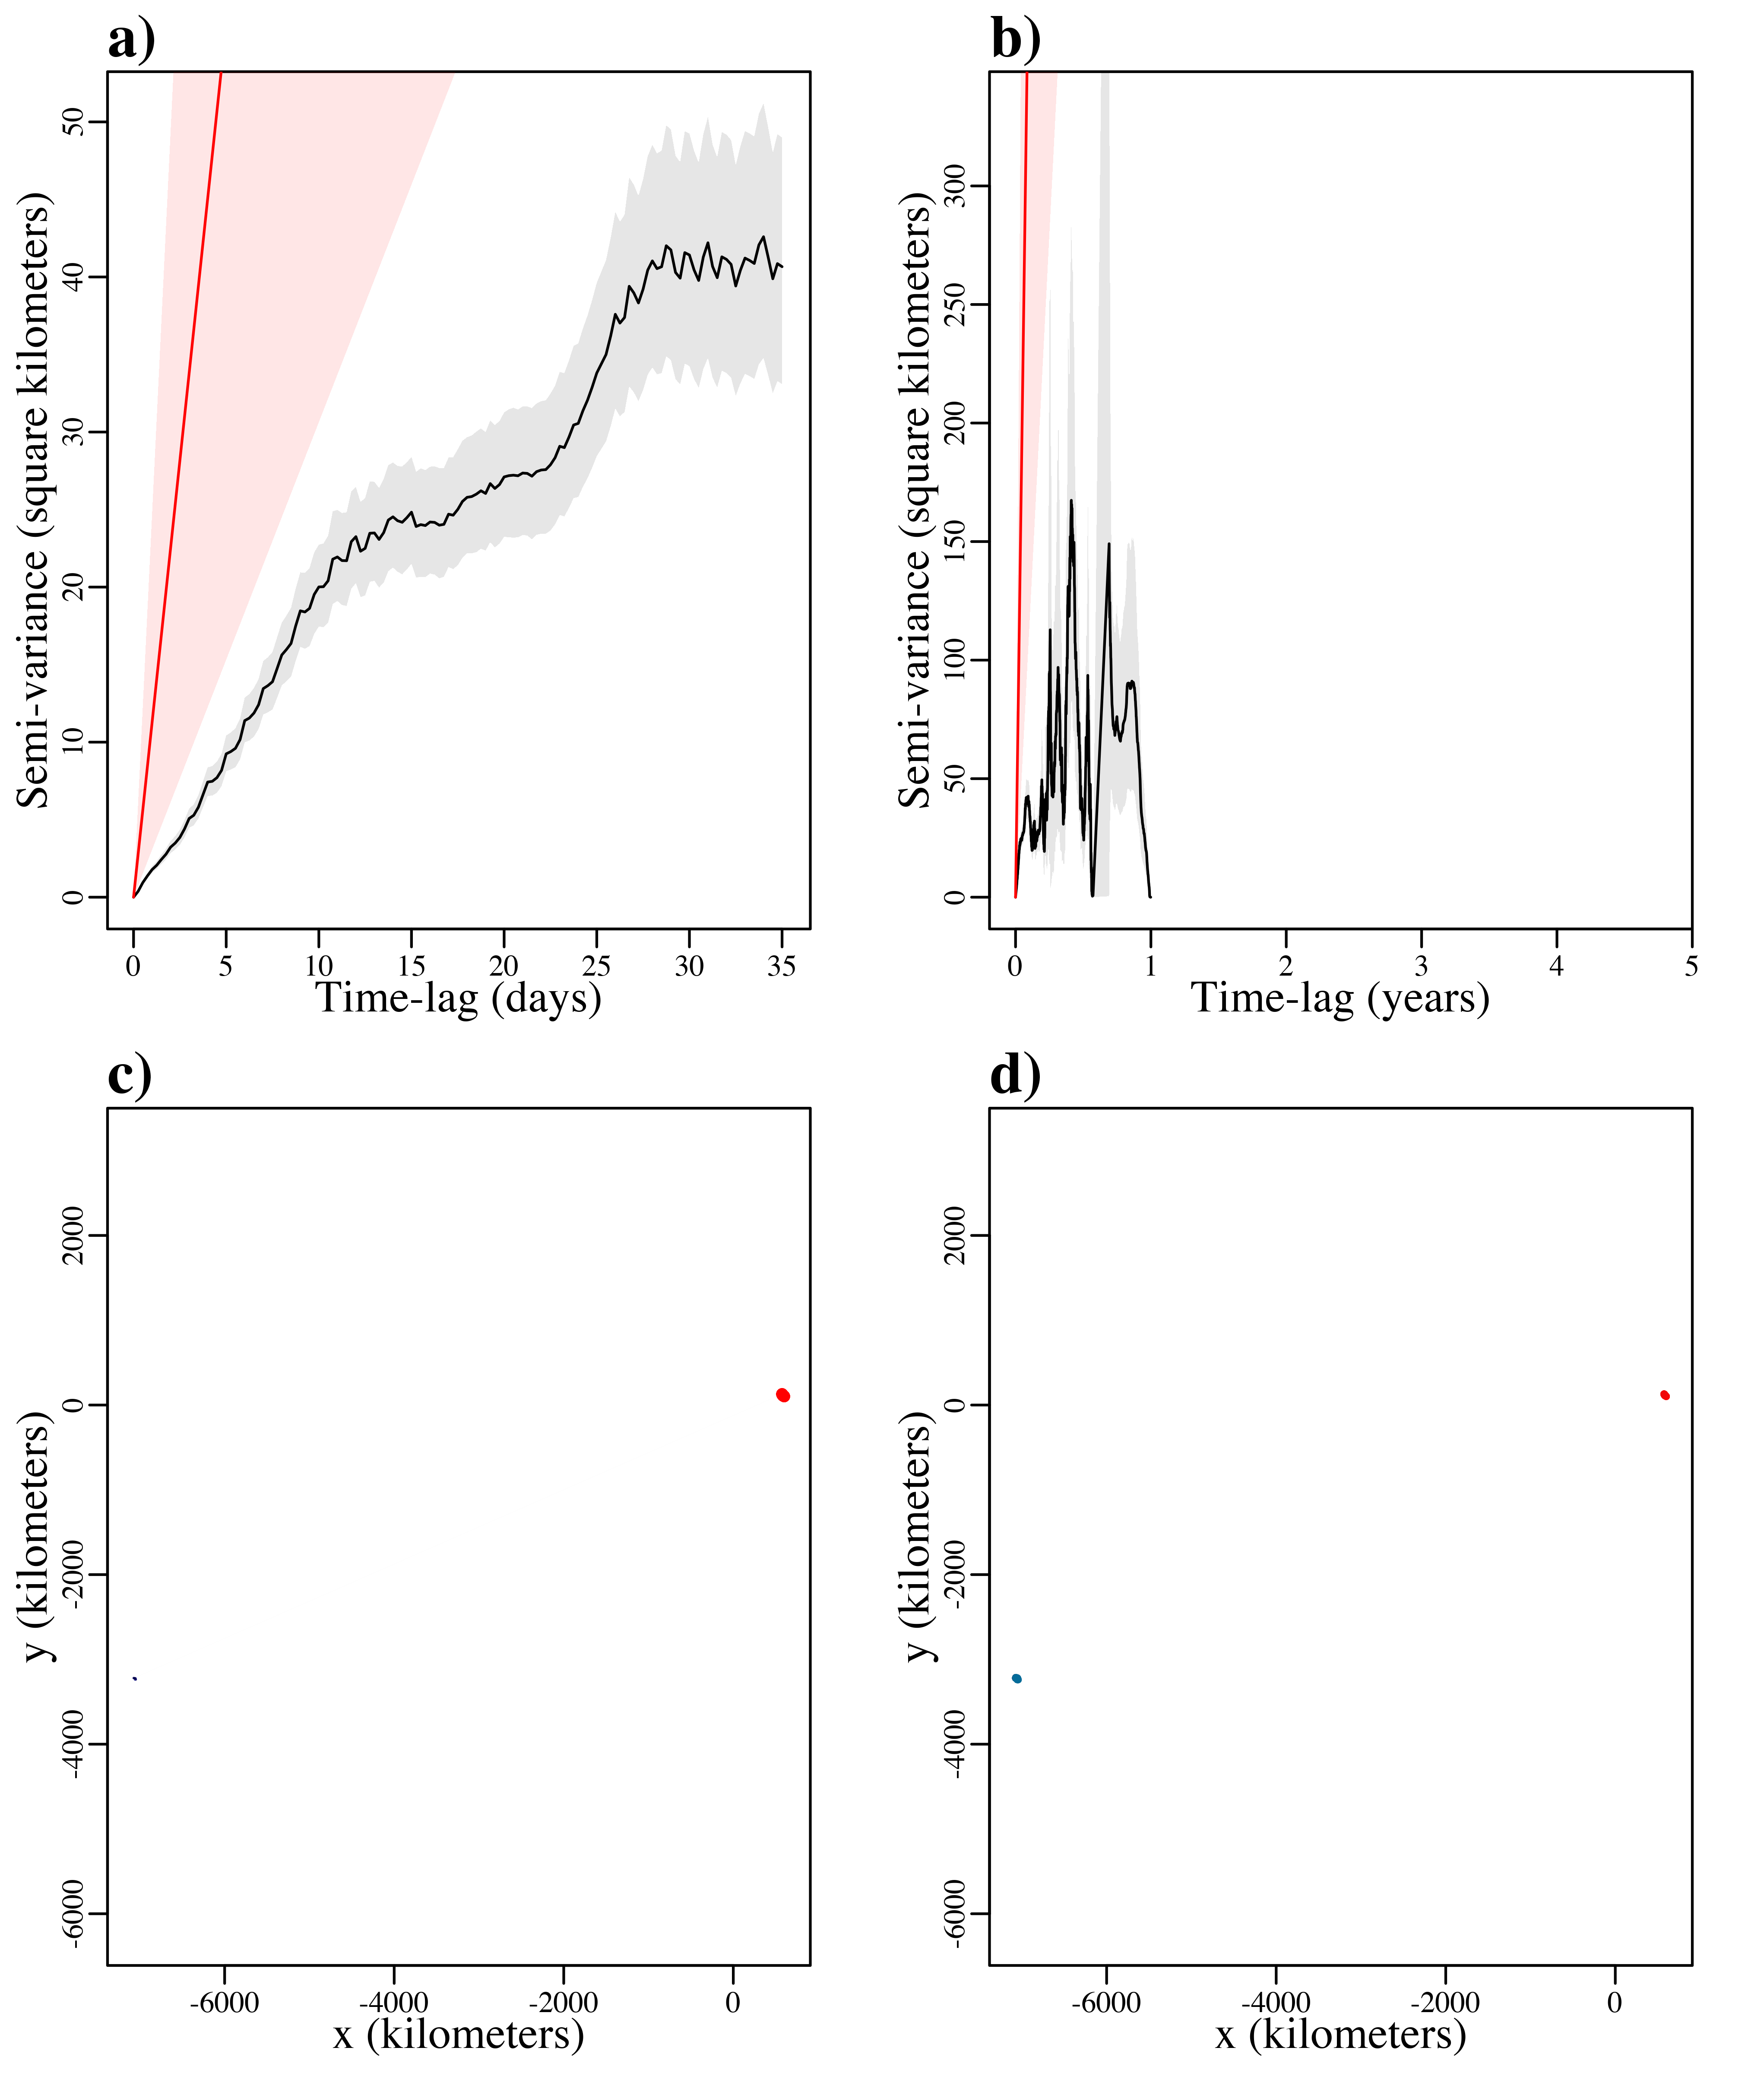 a)
Semi-variance (square kilometers)
50
40
30
20
10
0
0 5 10 15 20 25 30 35
Time-lag (days)
b)
Semi-variance (square kilometers)
300
250
200
150
100
50
0
0 1 2 3 4 5
Time-lag (years)
c)
y (kilometers)
2000
0
-2000
-4000
-6000
-6000 -4000 -2000 0
x (kilometers)
d)
y (kilometers)
2000
0
-2000
-4000
-6000
-6000 -4000 -2000 0
x (kilometers)